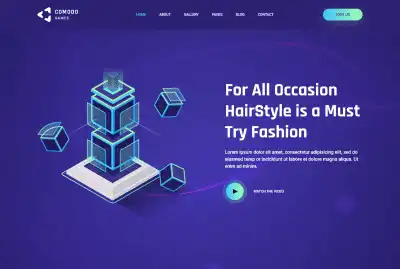 COMODO
GAMES
HOME ABOUT GALLERY PAGES BLOG CONTACT
JOIN US
For All Occasion
HairStyle is a Must
Try Fashion
Lorem ipsum dolor sit amet, consectetur adipisicing elit, sed do
eiusmod temp or incididunt ut labore et dolore magna aliqua. Ut
enim ad minim.
WATCH THE VIDEO